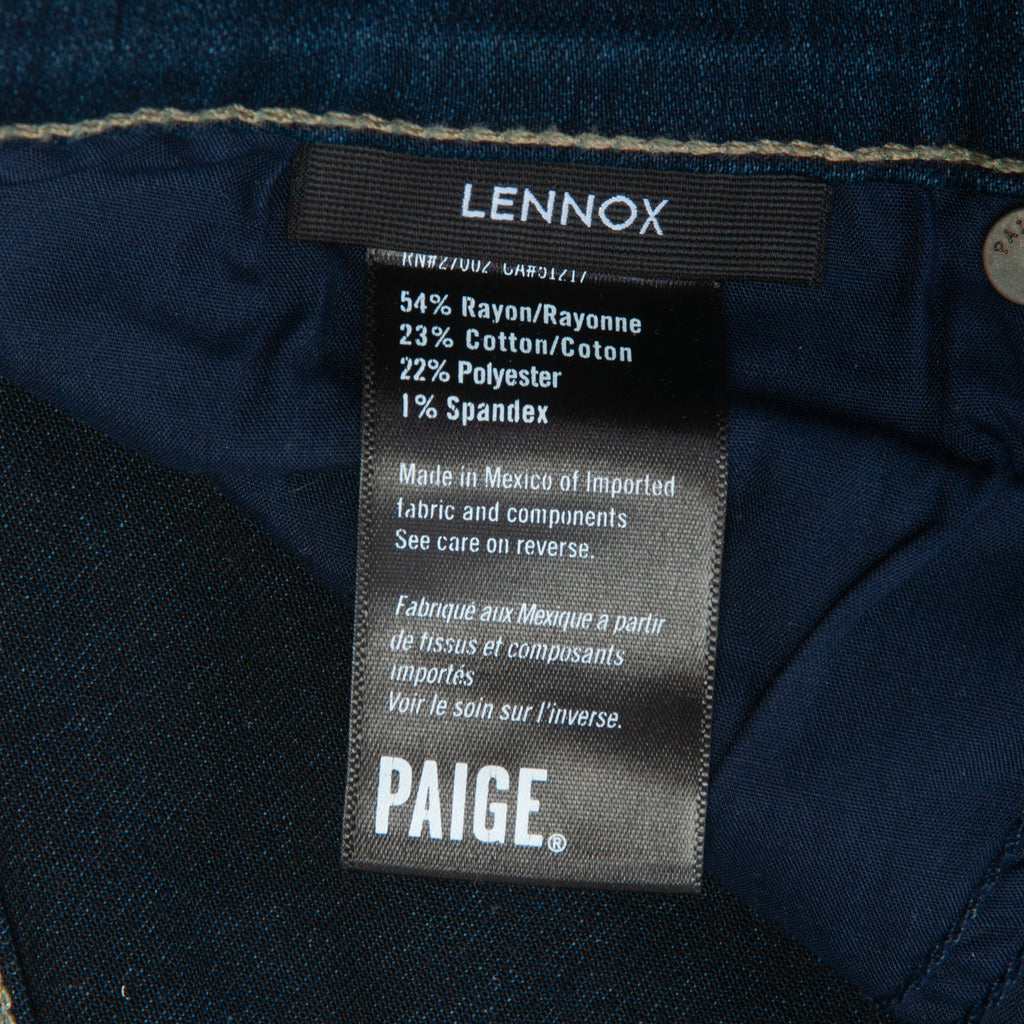 LENNOX
54% Rayon/Rayonne
23% Cotton/Coton
22% Polyester
1% Spandex
Made in Mexico of Imported
fabric and components
See care on reverse.
Fabriqué aux Mexique a partir
de tissus et composants
importés
Voir le soin sur l'inverse.
PAIGE®